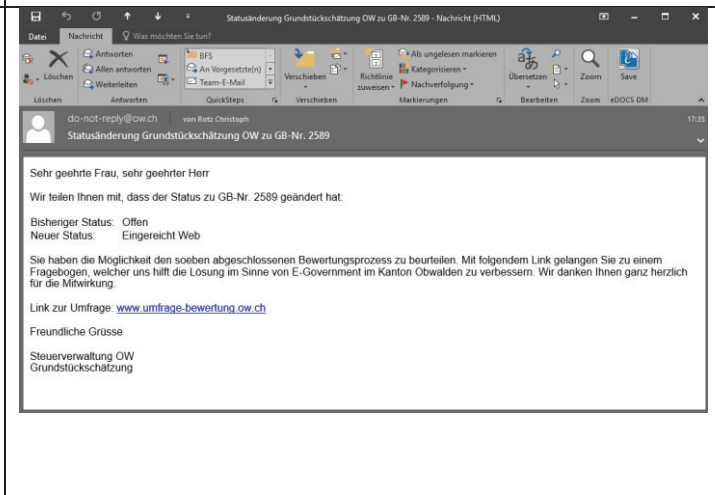 Statusänderung Grundstückschätzung OW zu GB-Nr. 2589 - Nachricht (HTML)
Datei Nachricht Was möchten Sie tun?
Löschen
Antworten
Allen antworten
Weiterleiten
BFS
An Vorgesetzte(n)
Team-E-Mail
Verschieben
Richtlinie zuweisen
Als ungelesen markieren
Kategorisieren
Nachverfolgung
Übersetzen
Zoom
Save
Löschen Antworten QuickSteps Verschieben Markierungen Bearbeiten Zoom eDOCS DM
do-not-reply@ow.ch von Rotz Christoph 17:35
Statusänderung Grundstückschätzung OW zu GB-Nr. 2589
Sehr geehrte Frau, sehr geehrter Herr
Wir teilen Ihnen mit, dass der Status zu GB-Nr. 2589 geändert hat:
Bisheriger Status: Offen
Neuer Status: Eingereicht Web
Sie haben die Möglichkeit den soeben abgeschlossenen Bewertungsprozess zu beurteilen. Mit folgendem Link gelangen Sie zu einem
Fragebogen, welcher uns hilft die Lösung im Sinne von E-Government im Kanton Obwalden zu verbessern. Wir danken Ihnen ganz herzlich
für die Mitwirkung.
Link zur Umfrage: www.umfrage-bewertung.ow.ch
Freundliche Grüsse
Steuerverwaltung OW
Grundstückschätzung